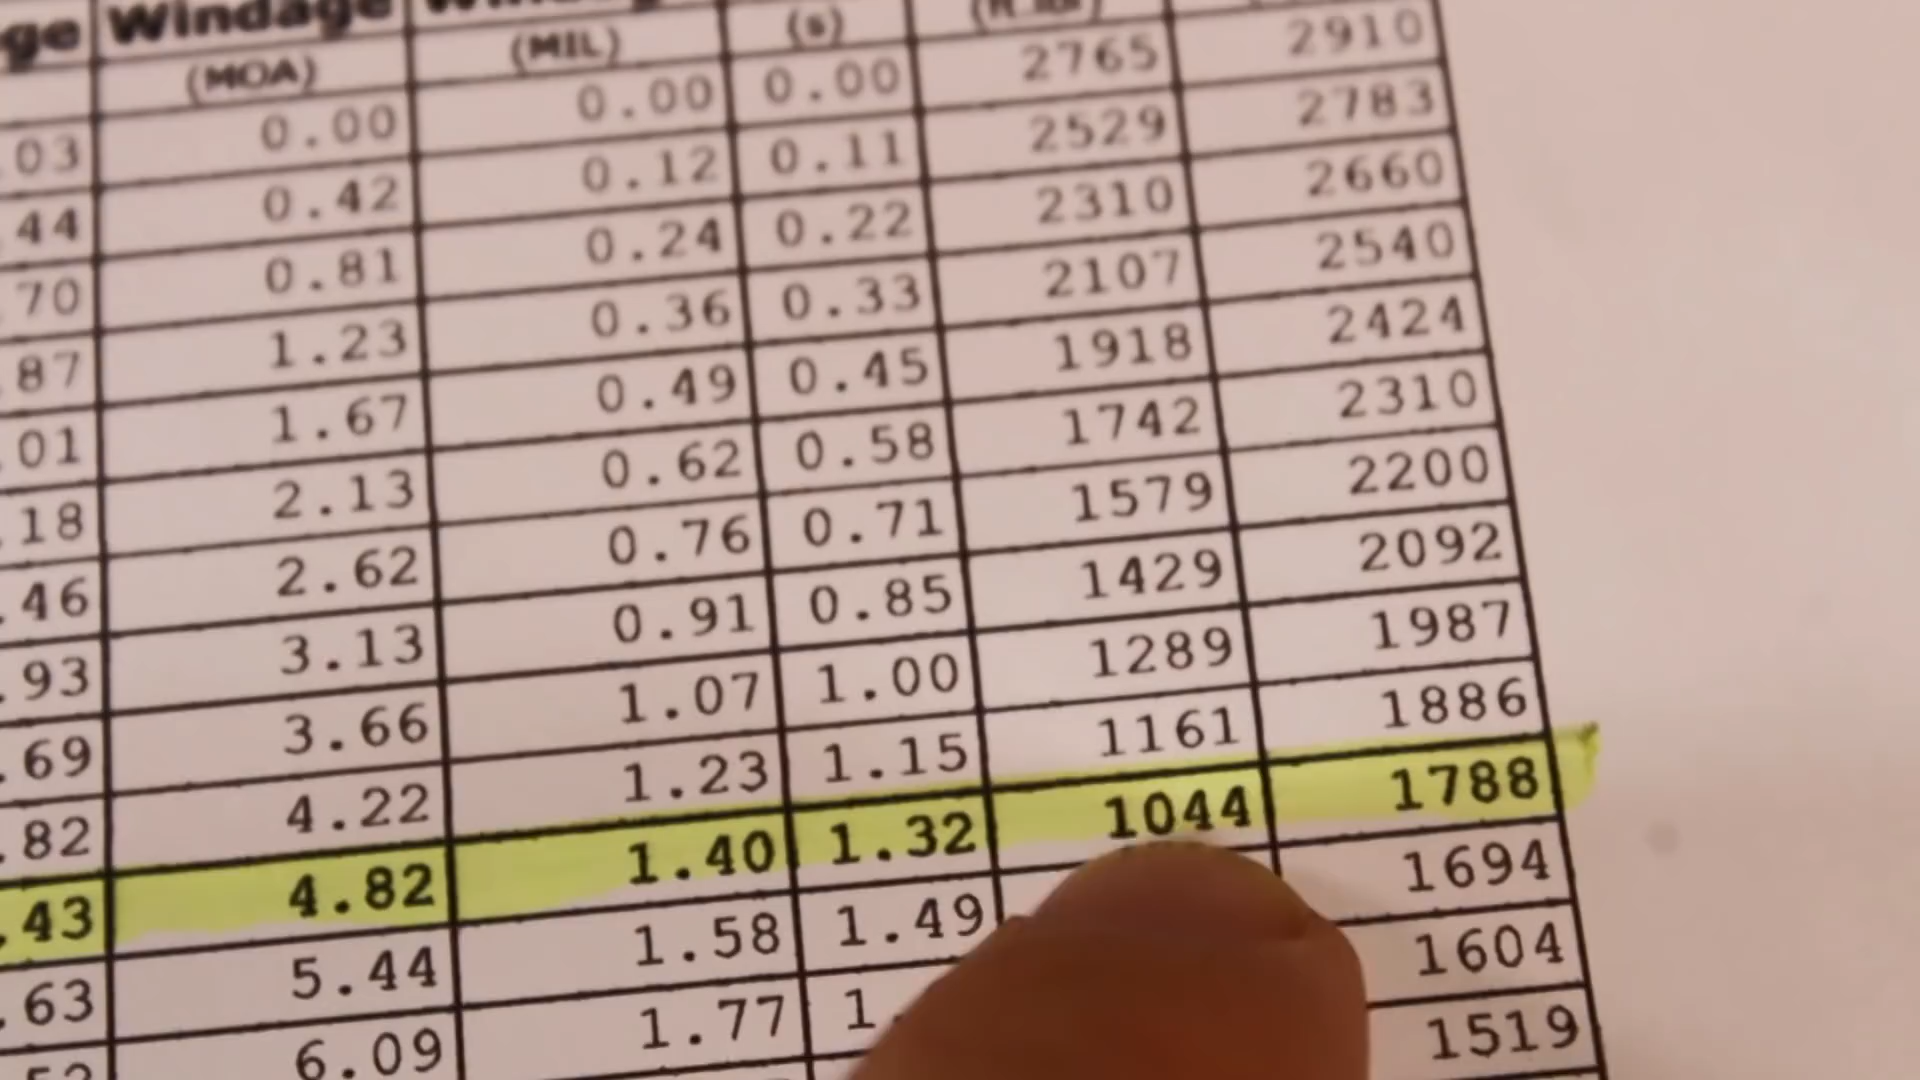 ge Windage
(MOA) (MIL) (s)
.03 0.00 0.00 0.00 2765 2910
.44 0.42 0.12 0.11 2529 2783
.70 0.81 0.24 0.22 2310 2660
.87 1.23 0.36 0.33 2107 2540
.01 1.67 0.49 0.45 1918 2424
.18 2.13 0.62 0.58 1742 2310
.46 2.62 0.76 0.71 1579 2200
.93 3.13 0.91 0.85 1429 2092
.69 3.66 1.07 1.00 1289 1987
.82 4.22 1.23 1.15 1161 1886
.43 4.82 1.40 1.32 1044 1788
.63 5.44 1.58 1.49 1694
6.09 1.77 1. 1604
1519